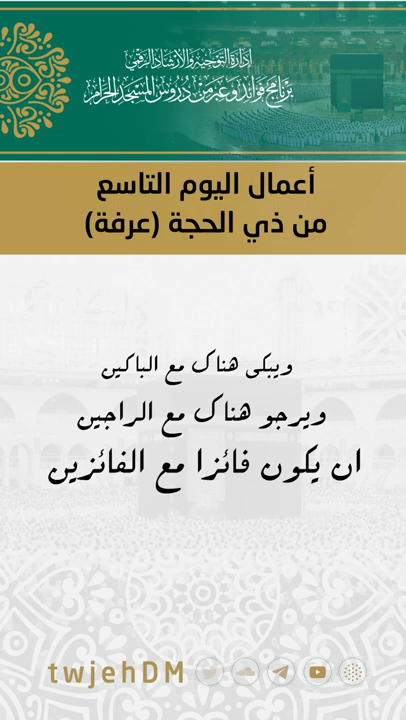 إدارة التوجيه والإرشاد الرقمي
برنامج فوائد وعبر من دروس المسجد الحرام
أعمال اليوم التاسع
من ذي الحجة (عرفة)
ويبكى هناك مع الباكين
ويرجو هناك مع الراجين
ان يكون فائزا مع الفائزين
twjehDM